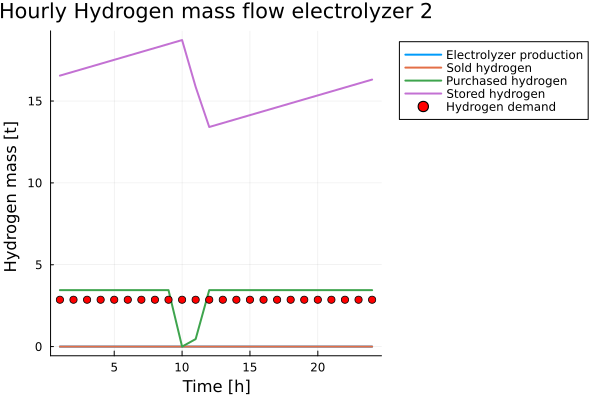 Hourly Hydrogen mass flow electrolyzer 2
Electrolyzer production
Sold hydrogen
Purchased hydrogen
Stored hydrogen
Hydrogen demand
Hydrogen mass [t]
15
10
5
0
5 10 15 20
Time [h]